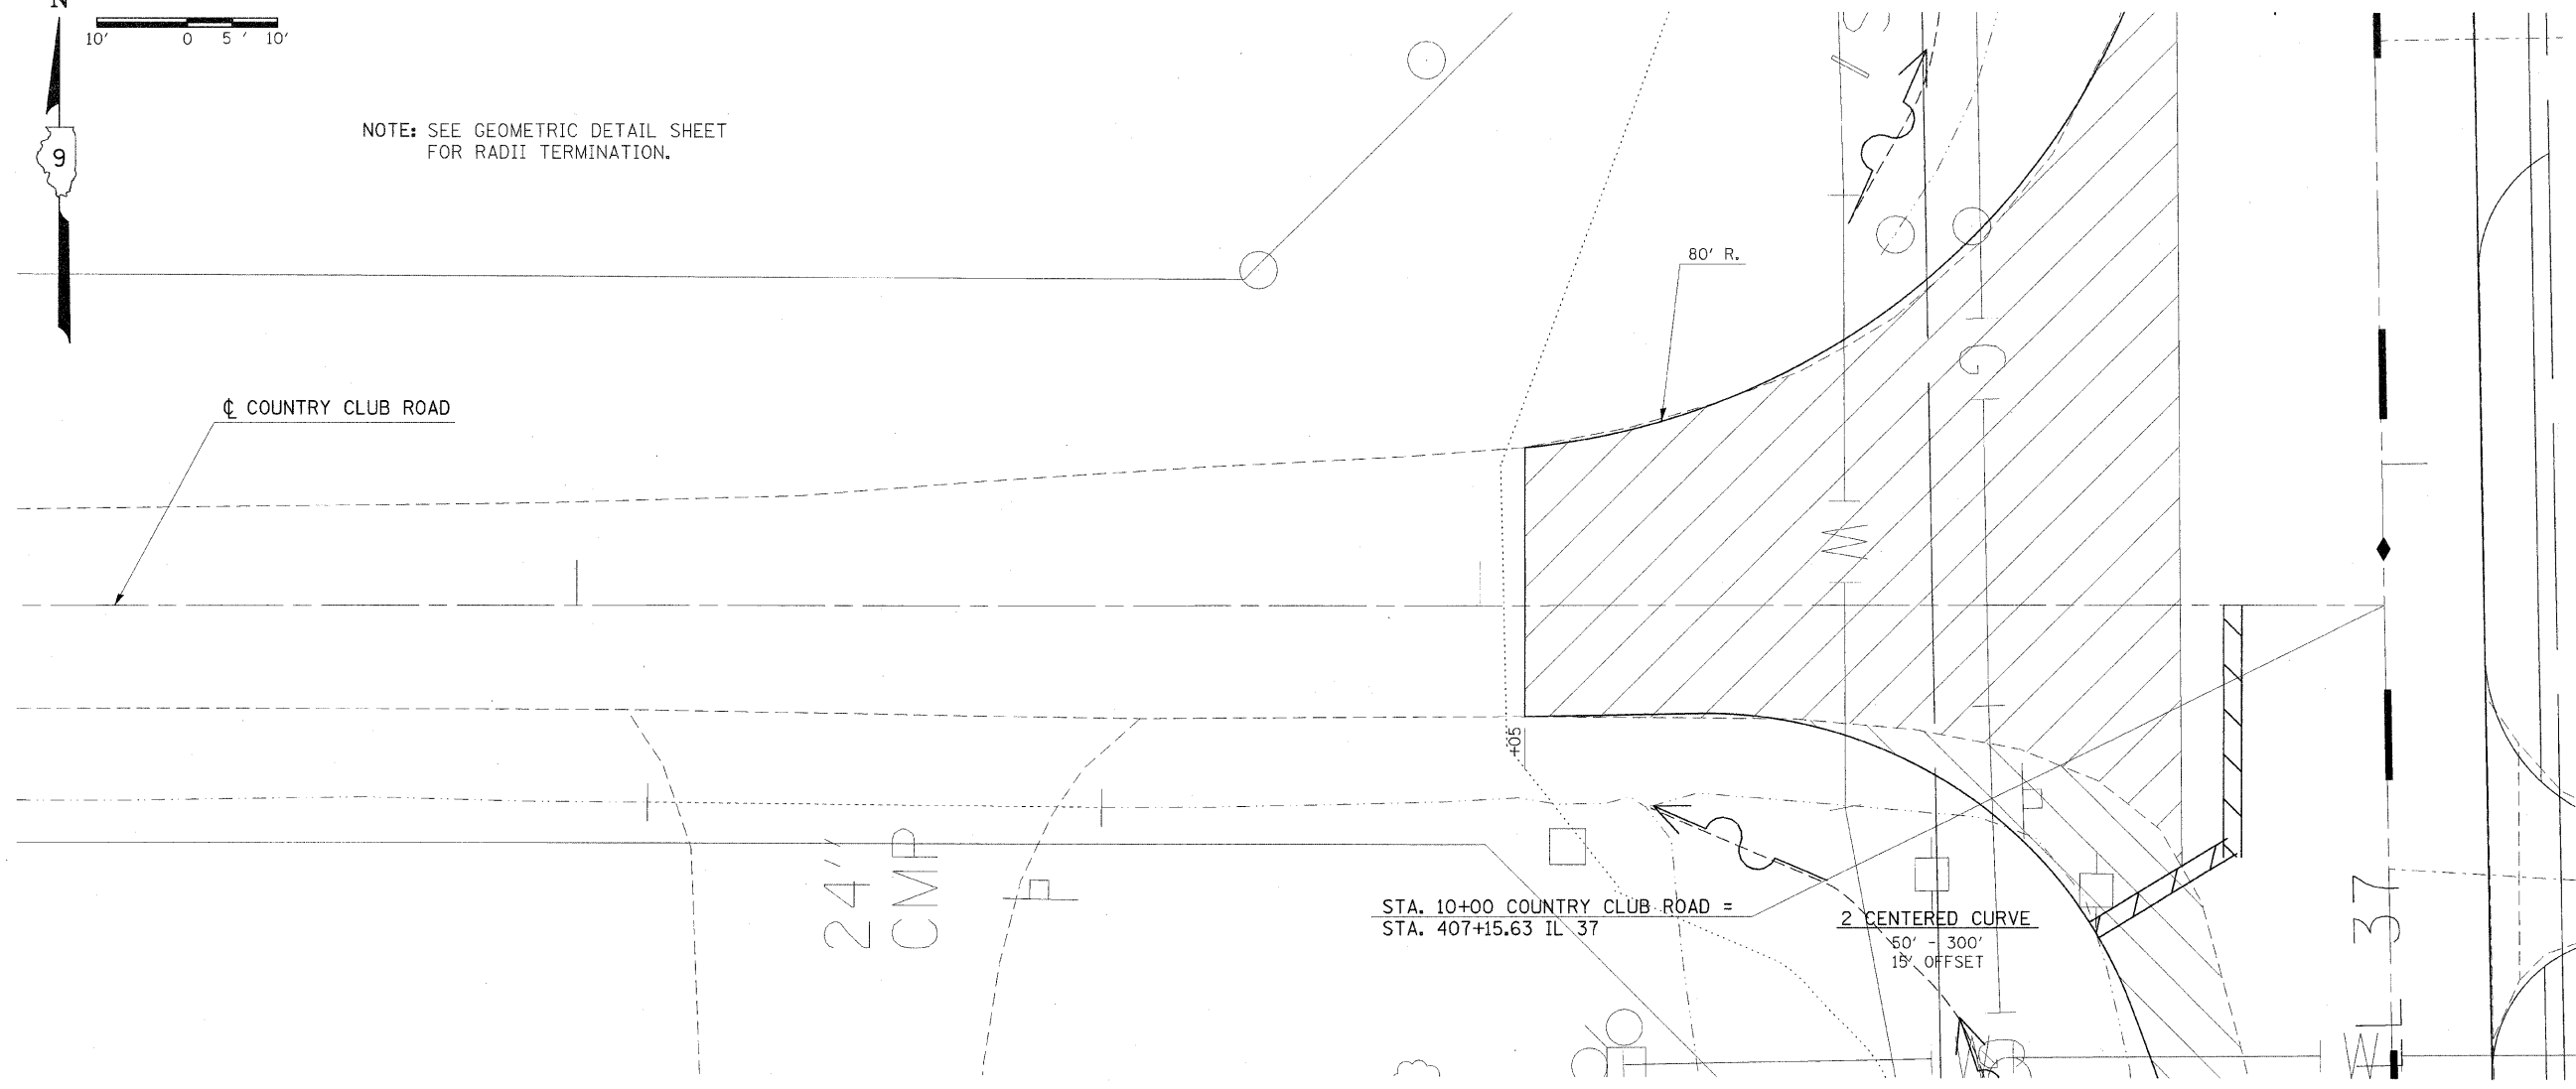 N
10' 0 5 ' 10'
9
NOTE: SEE GEOMETRIC DETAIL SHEET
FOR RADII TERMINATION.
80' R.
G
℄ COUNTRY CLUB ROAD
W
+05
24"
CMP
STA. 10+00 COUNTRY CLUB ROAD =
STA. 407+15.63 IL 37
2 CENTERED CURVE
50' - 300'
15' OFFSET
37